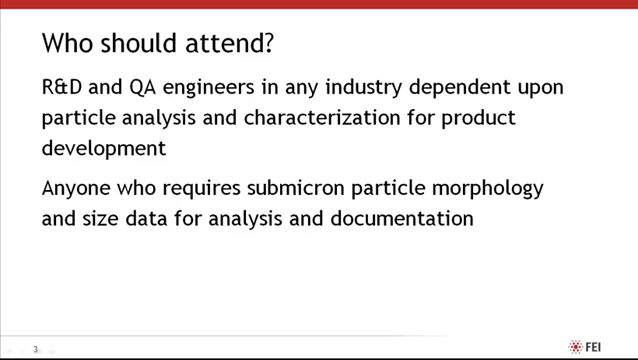 Who should attend?
R&D and QA engineers in any industry dependent upon
particle analysis and characterization for product
development
Anyone who requires submicron particle morphology
and size data for analysis and documentation
3
FEI